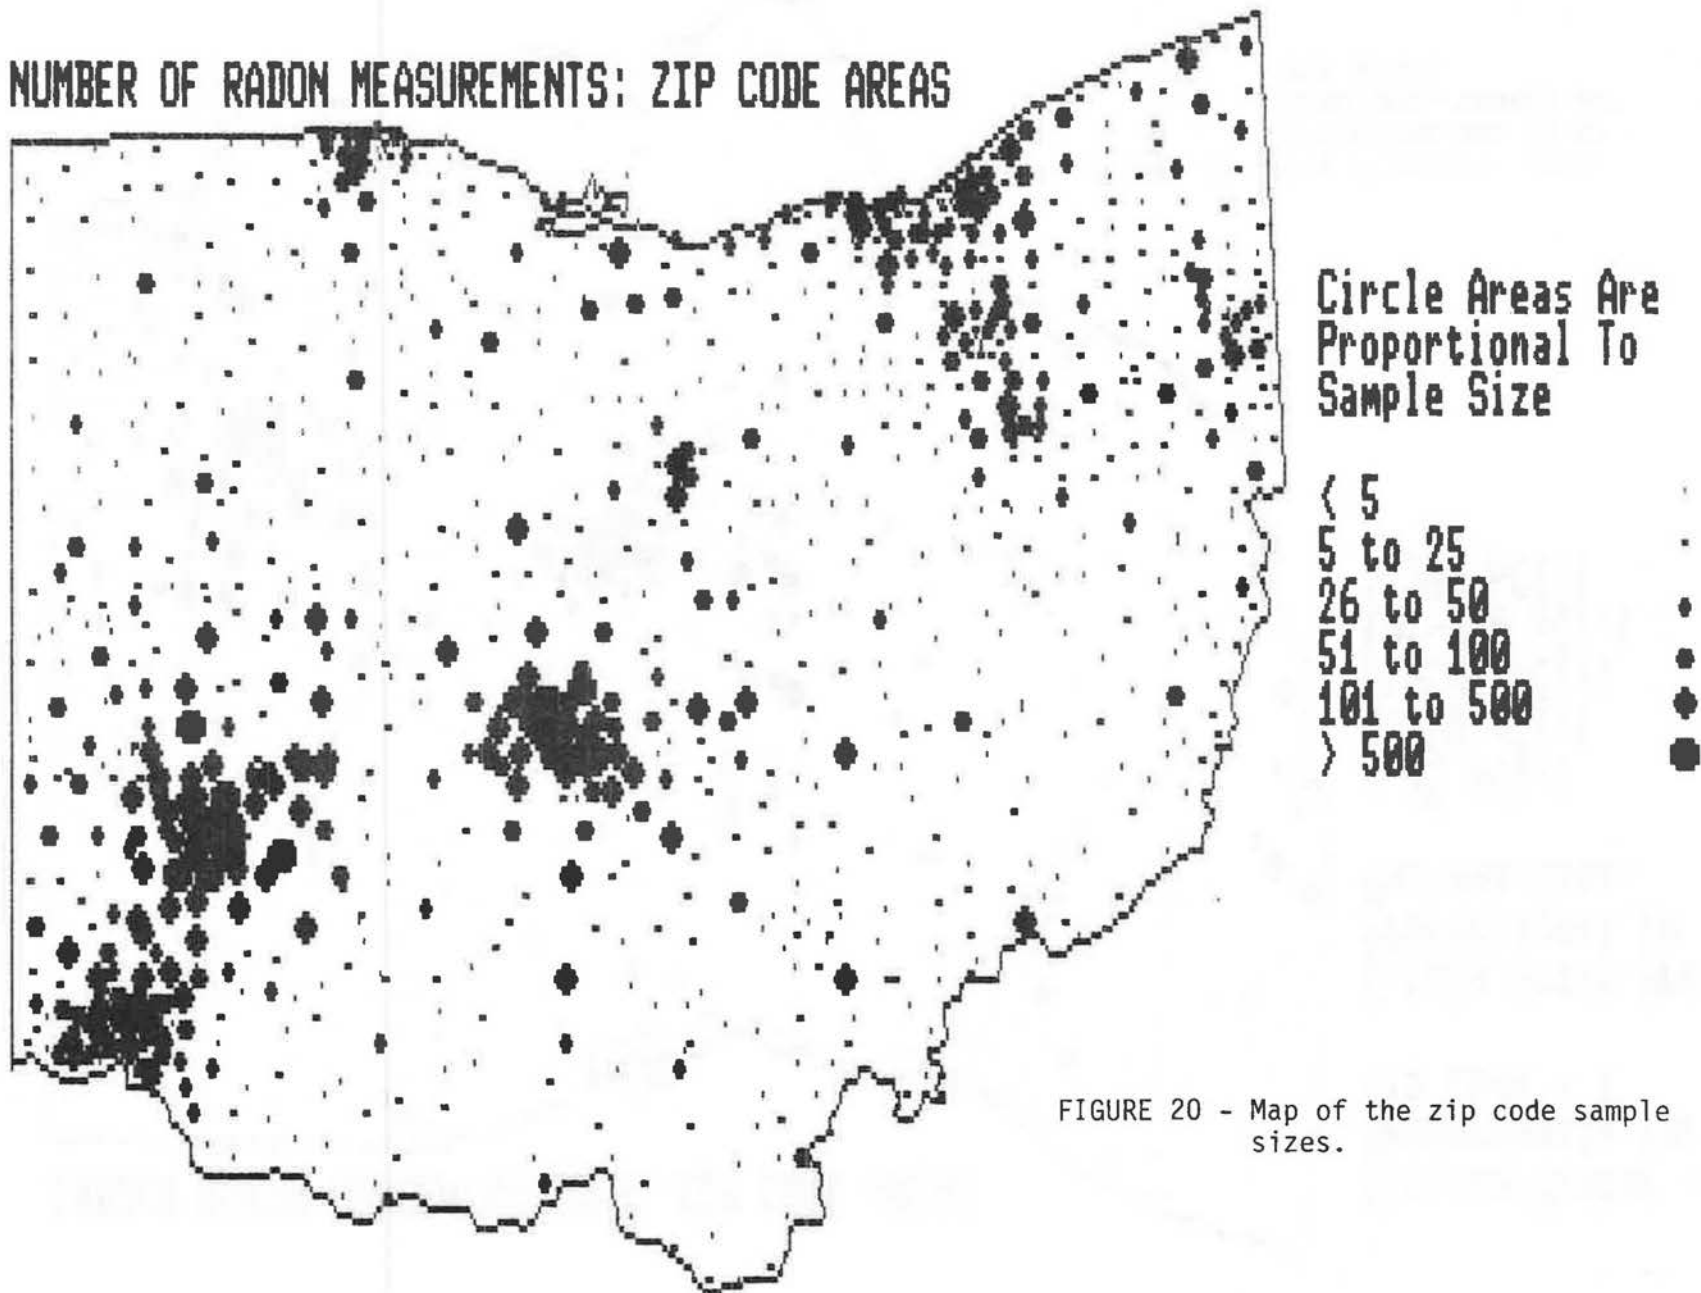 NUMBER OF RADON MEASUREMENTS: ZIP CODE AREAS
Circle Areas Are
Proportional To
Sample Size
< 5
5 to 25
26 to 50
51 to 100
101 to 500
> 500
FIGURE 20 - Map of the zip code sample
sizes.